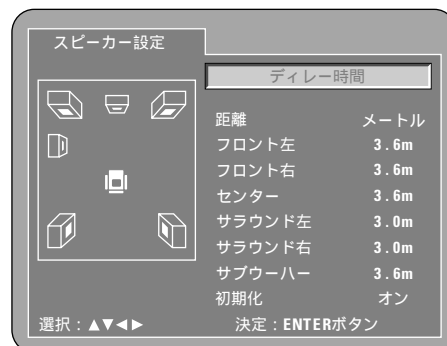 スピーカー設定
ディレー時間
距離 メートル
フロント左 3.6m
フロント右 3.6m
センター 3.6m
サラウンド左 3.0m
サラウンド右 3.0m
サブウーハー 3.6m
初期化 オン
選択:▲▼◀▶ 決定:ENTERボタン